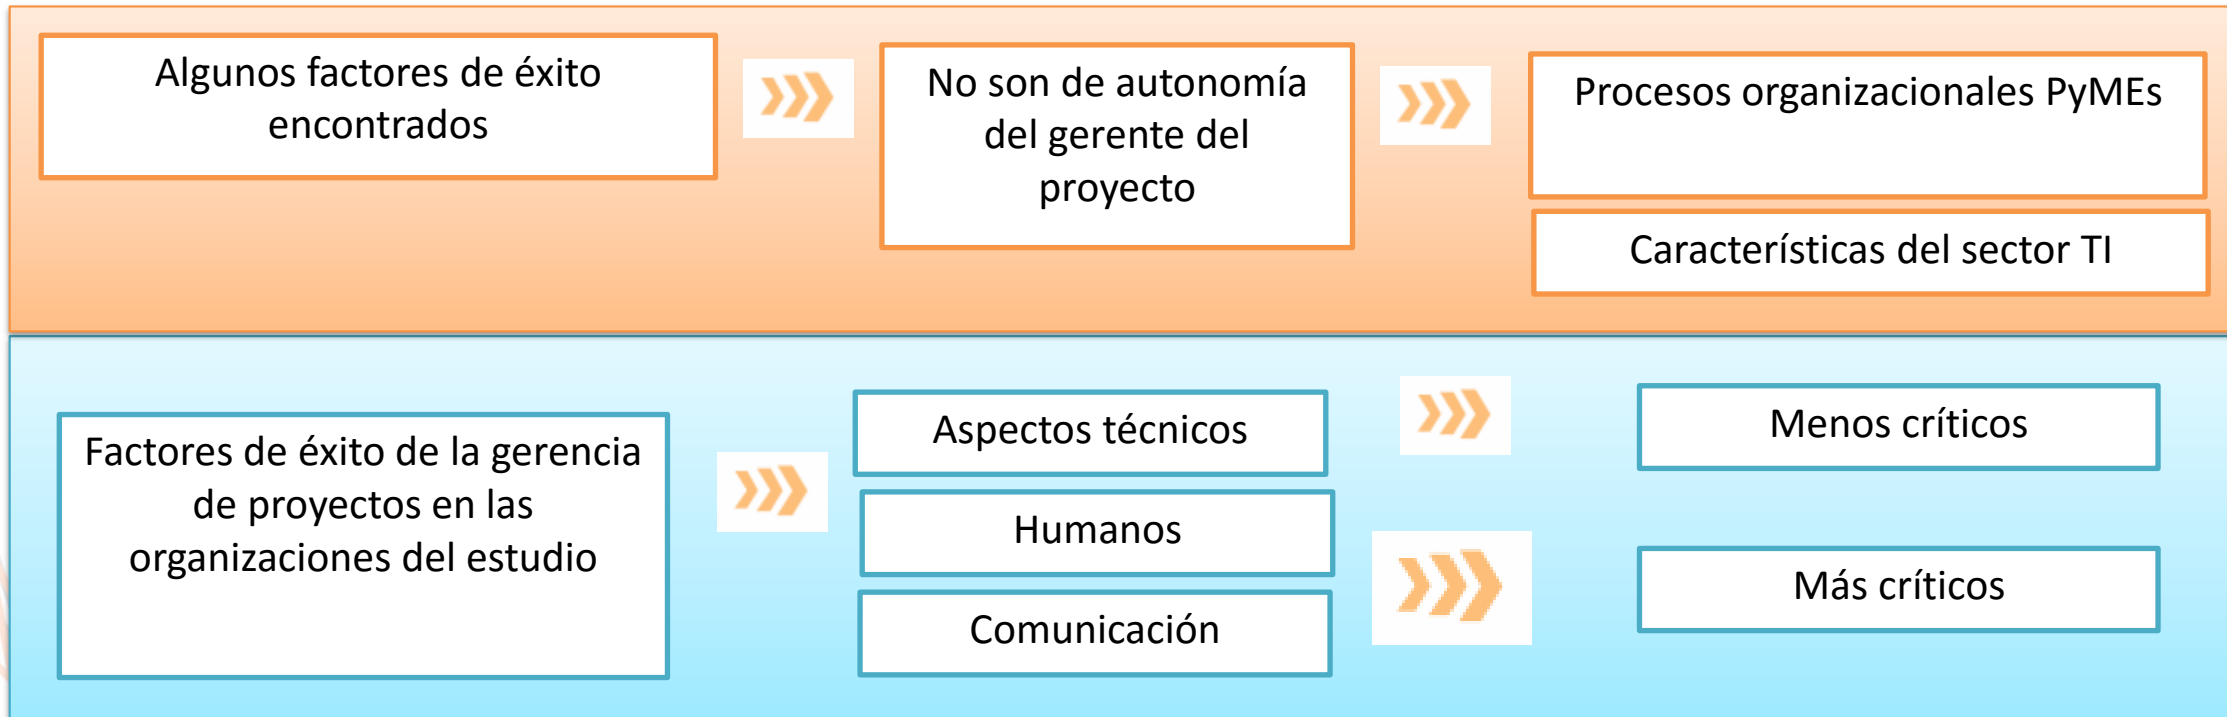 Algunos factores de éxito
encontrados
No son de autonomía
del gerente del
proyecto
Procesos organizacionales PyMEs
Características del sector TI
Factores de éxito de la gerencia
de proyectos en las
organizaciones del estudio
Aspectos técnicos
Humanos
Comunicación
Menos críticos
Más críticos